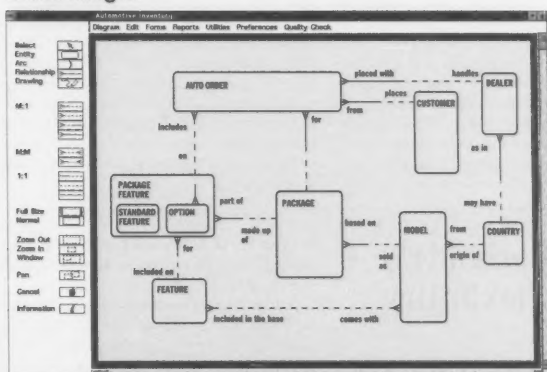 Automotive Inventory
Diagram Edit Forms Reports Utilities Preferences Quality Check
Select
Entity
Arc
Relationship
Drawing
M:1
M:M
1:1
Full Size
Normal
Zoom Out
Zoom In
Window
Pan
Cancel
Information
AUTO ORDER
placed with
handles
DEALER
places
from
CUSTOMER
includes
for
on
as in
PACKAGE
FEATURE
STANDARD
FEATURE
OPTION
part of
made up
of
PACKAGE
based on
sold
as
MODEL
from
origin of
may have
COUNTRY
for
included on
FEATURE
included in the base
comes with